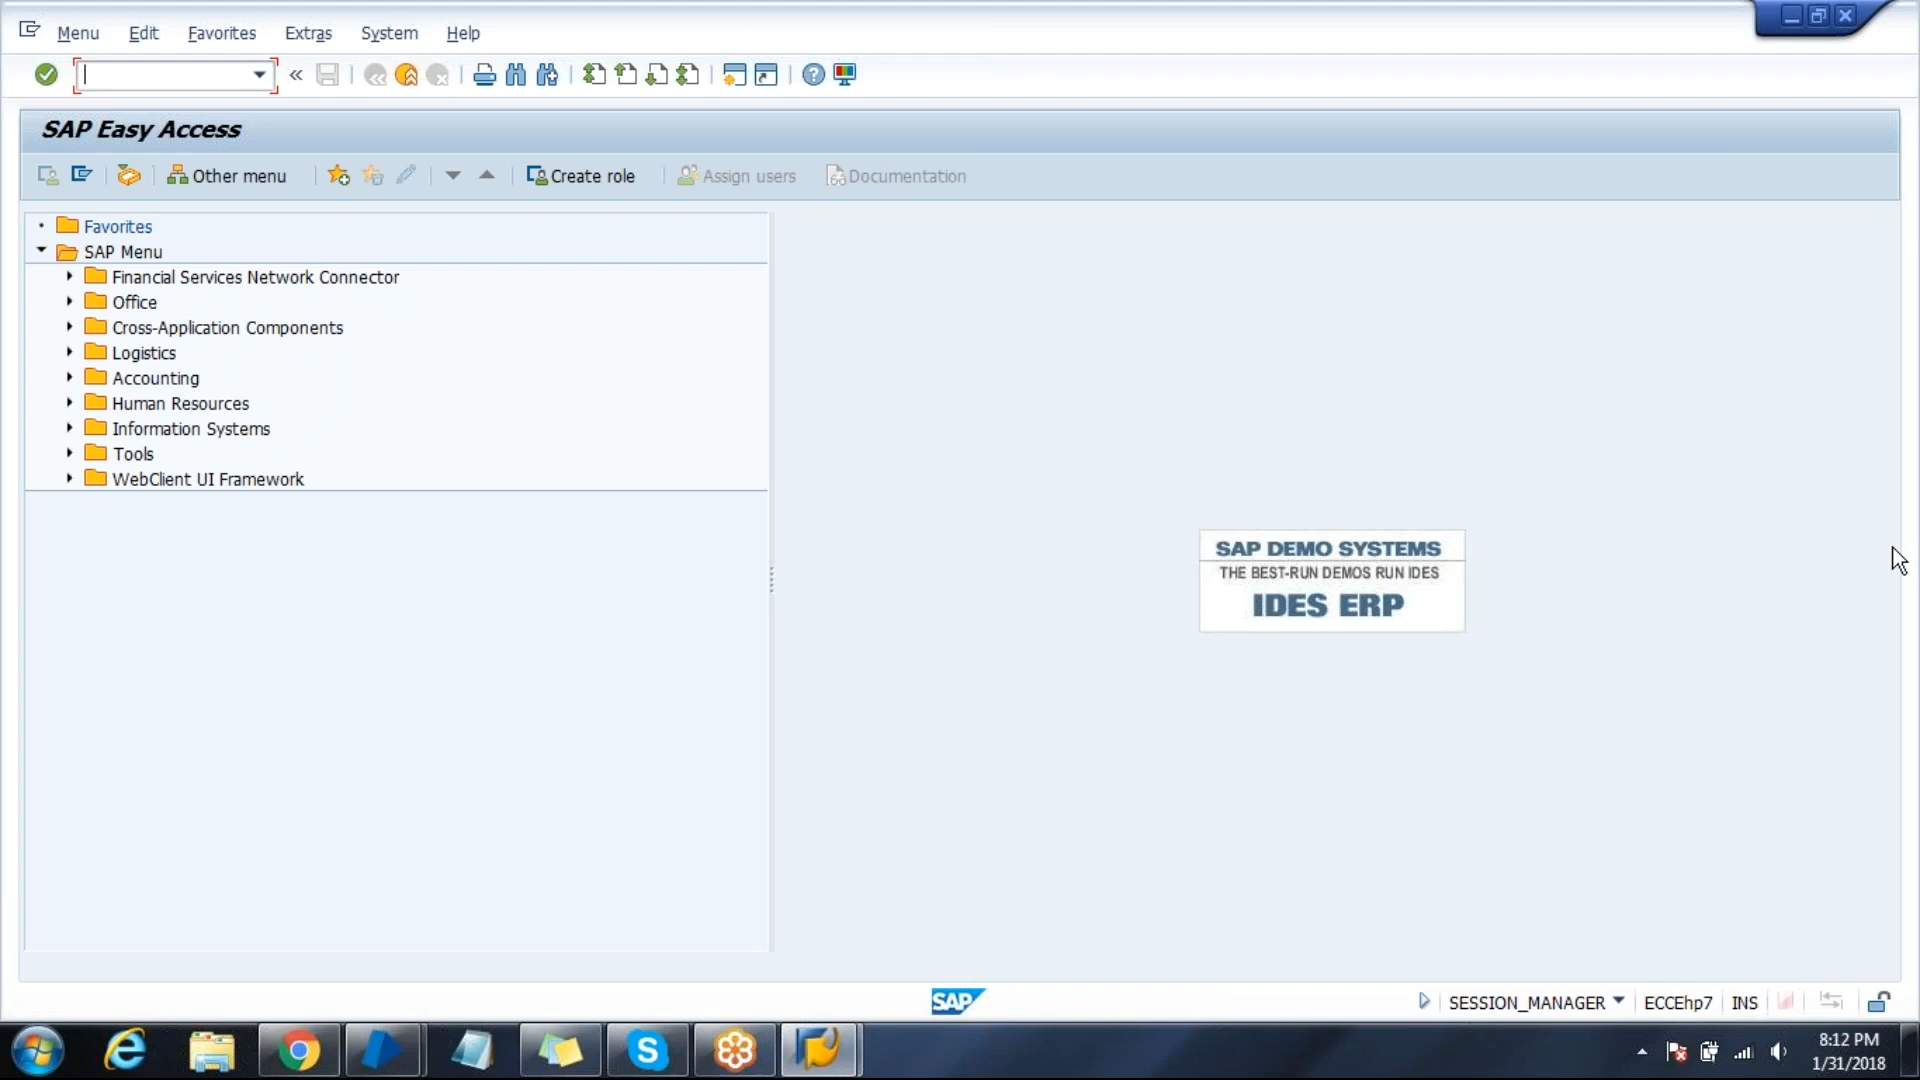 Menu Edit Favorites Extras System Help
SAP Easy Access
Other menu Create role Assign users Documentation
Favorites
SAP Menu
Financial Services Network Connector
Office
Cross-Application Components
Logistics
Accounting
Human Resources
Information Systems
Tools
WebClient UI Framework
SAP DEMO SYSTEMS
THE BEST-RUN DEMOS RUN IDES
IDES ERP
SAP SESSION_MANAGER ECCEhp7 INS
8:12 PM
1/31/2018